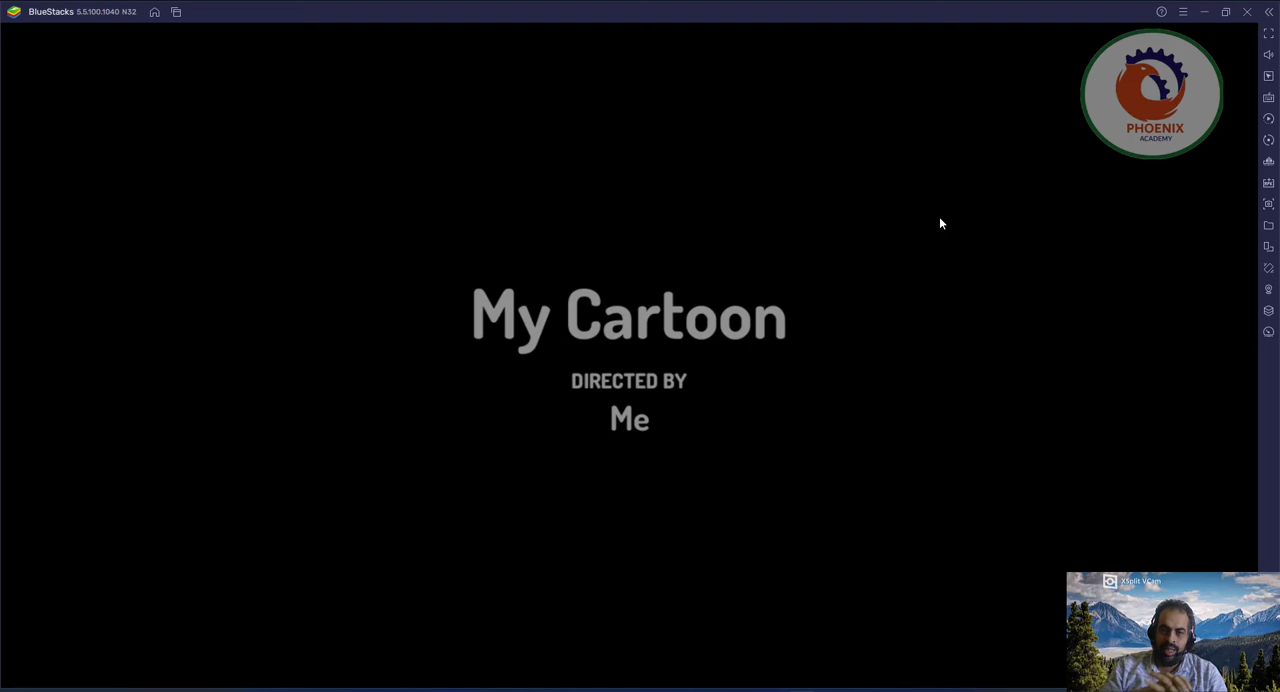 BlueStacks 5.5.100.1040 N32
PHOENIX
ACADEMY
My Cartoon
DIRECTED BY
Me
XSplit VCam